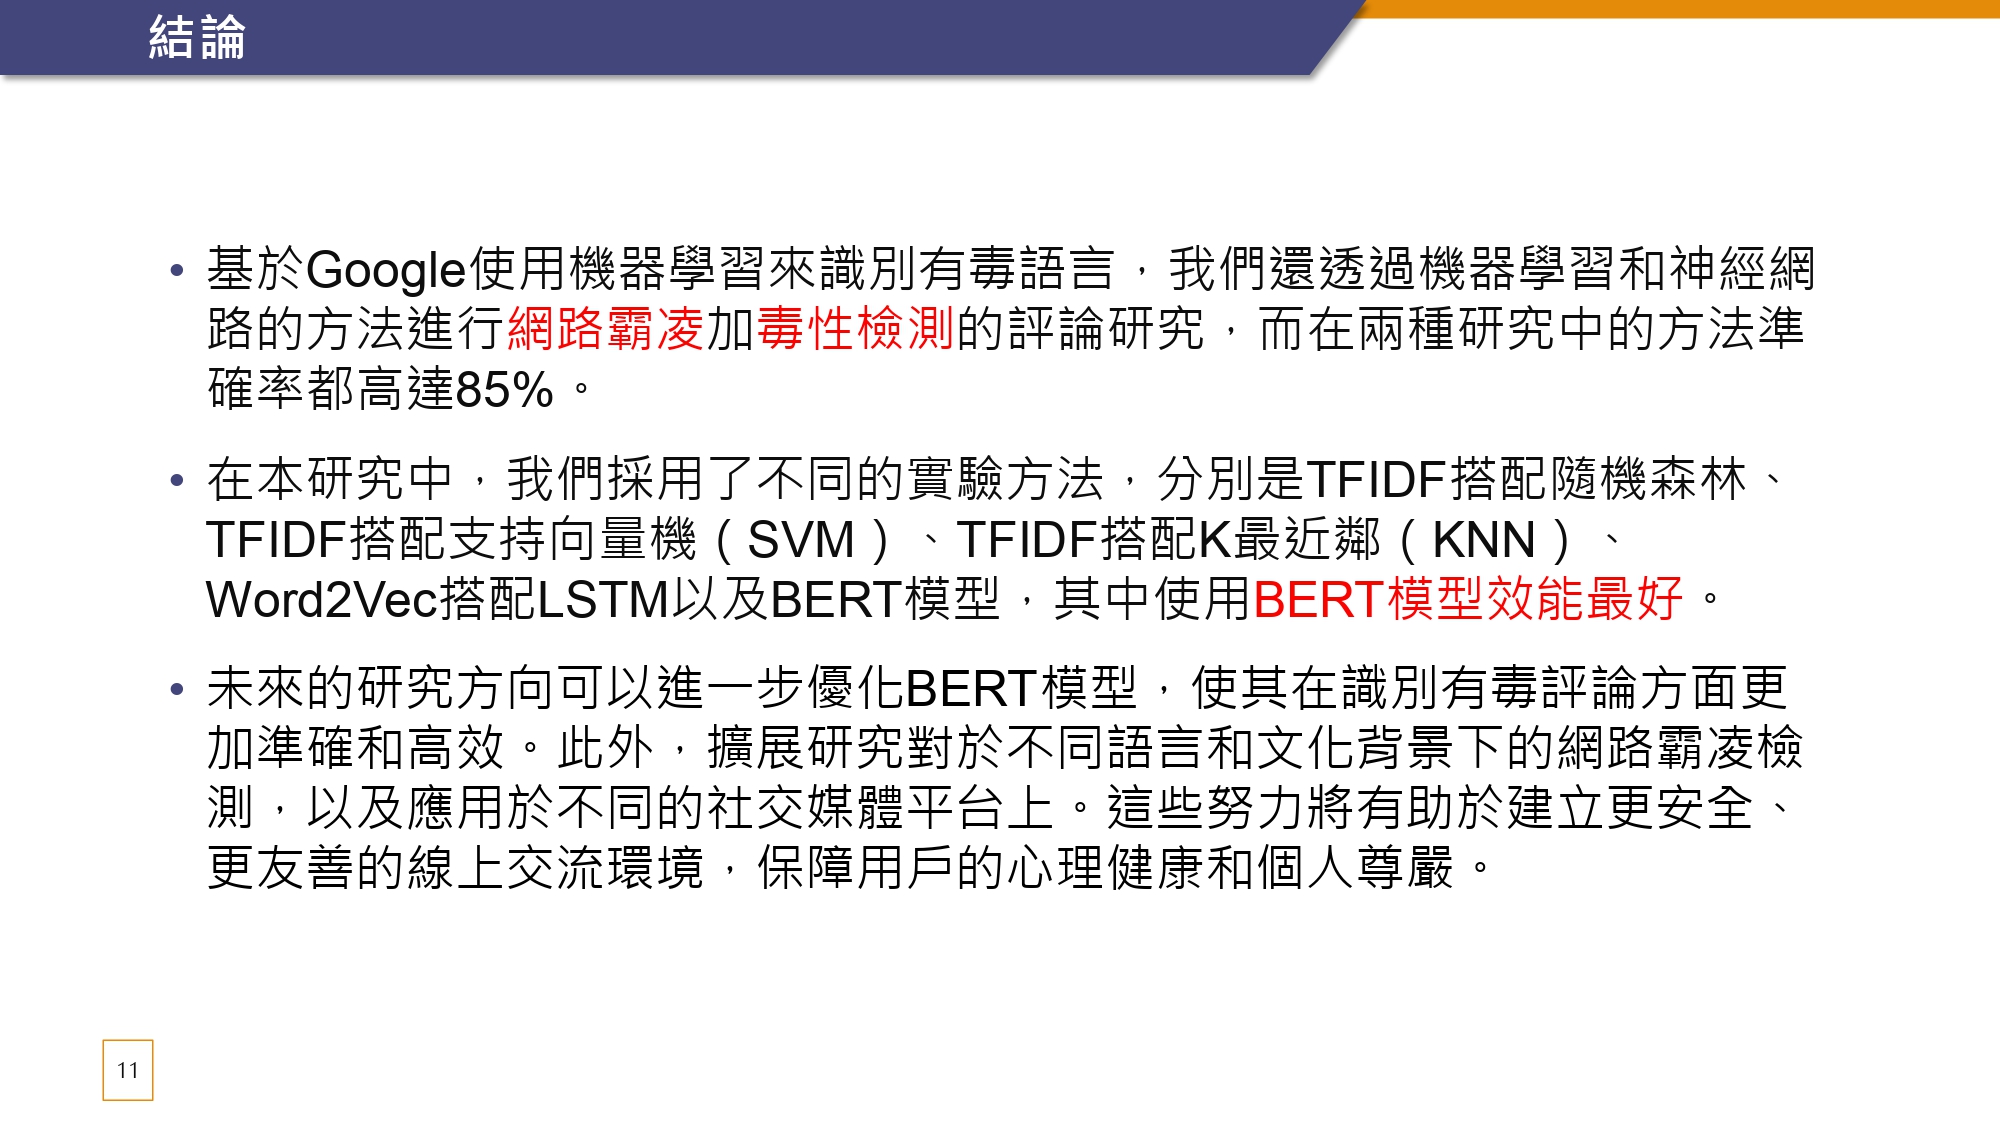 結論
• 基於Google使用機器學習來識別有毒語言，我們還透過機器學習和神經網
路的方法進行網路霸凌加毒性檢測的評論研究，而在兩種研究中的方法準
確率都高達85%。
• 在本研究中，我們採用了不同的實驗方法，分別是TFIDF搭配隨機森林、
TFIDF搭配支持向量機（SVM）、TFIDF搭配K最近鄰（KNN）、
Word2Vec搭配LSTM以及BERT模型，其中使用BERT模型效能最好。
• 未來的研究方向可以進一步優化BERT模型，使其在識別有毒評論方面更
加準確和高效。此外，擴展研究對於不同語言和文化背景下的網路霸凌檢
測，以及應用於不同的社交媒體平台上。這些努力將有助於建立更安全、
更友善的線上交流環境，保障用戶的心理健康和個人尊嚴。
11